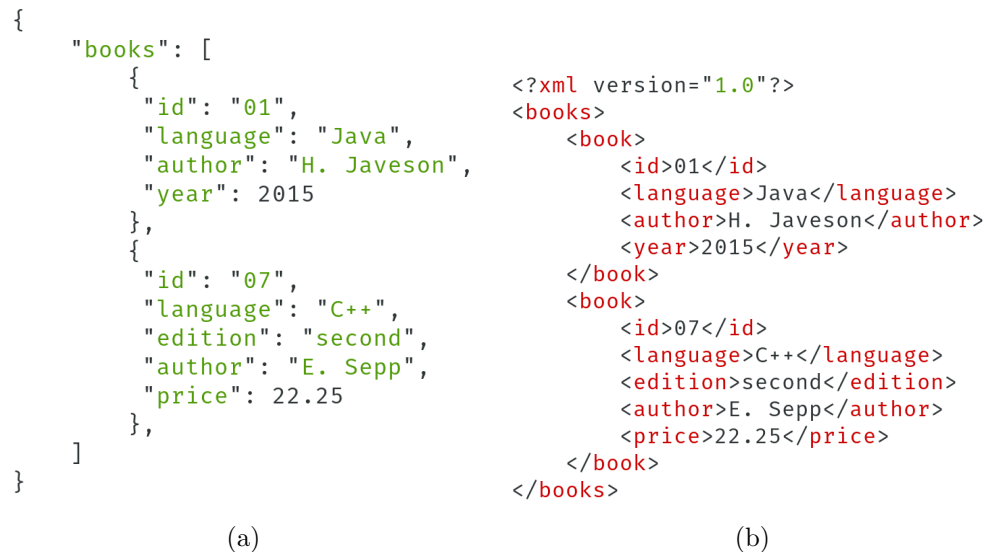 {
    "books": [
        {
         "id": "01",
         "language": "Java",
         "author": "H. Javeson",
         "year": 2015
        },
        {
         "id": "07",
         "language": "C++",
         "edition": "second",
         "author": "E. Sepp",
         "price": 22.25
        },
    ]
}
(a)
<?xml version="1.0"?>
<books>
    <book>
        <id>01</id>
        <language>Java</language>
        <author>H. Javeson</author>
        <year>2015</year>
    </book>
    <book>
        <id>07</id>
        <language>C++</language>
        <edition>second</edition>
        <author>E. Sepp</author>
        <price>22.25</price>
    </book>
</books>
(b)